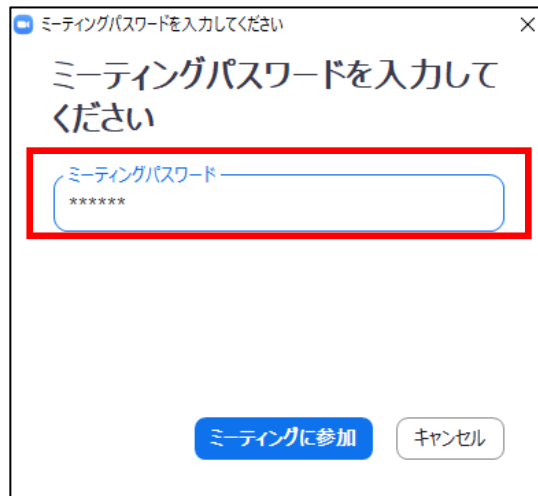 ミーティングパスワードを入力してください
ミーティングパスワードを入力して
ください
ミーティングパスワード
******
ミーティングに参加
キャンセル